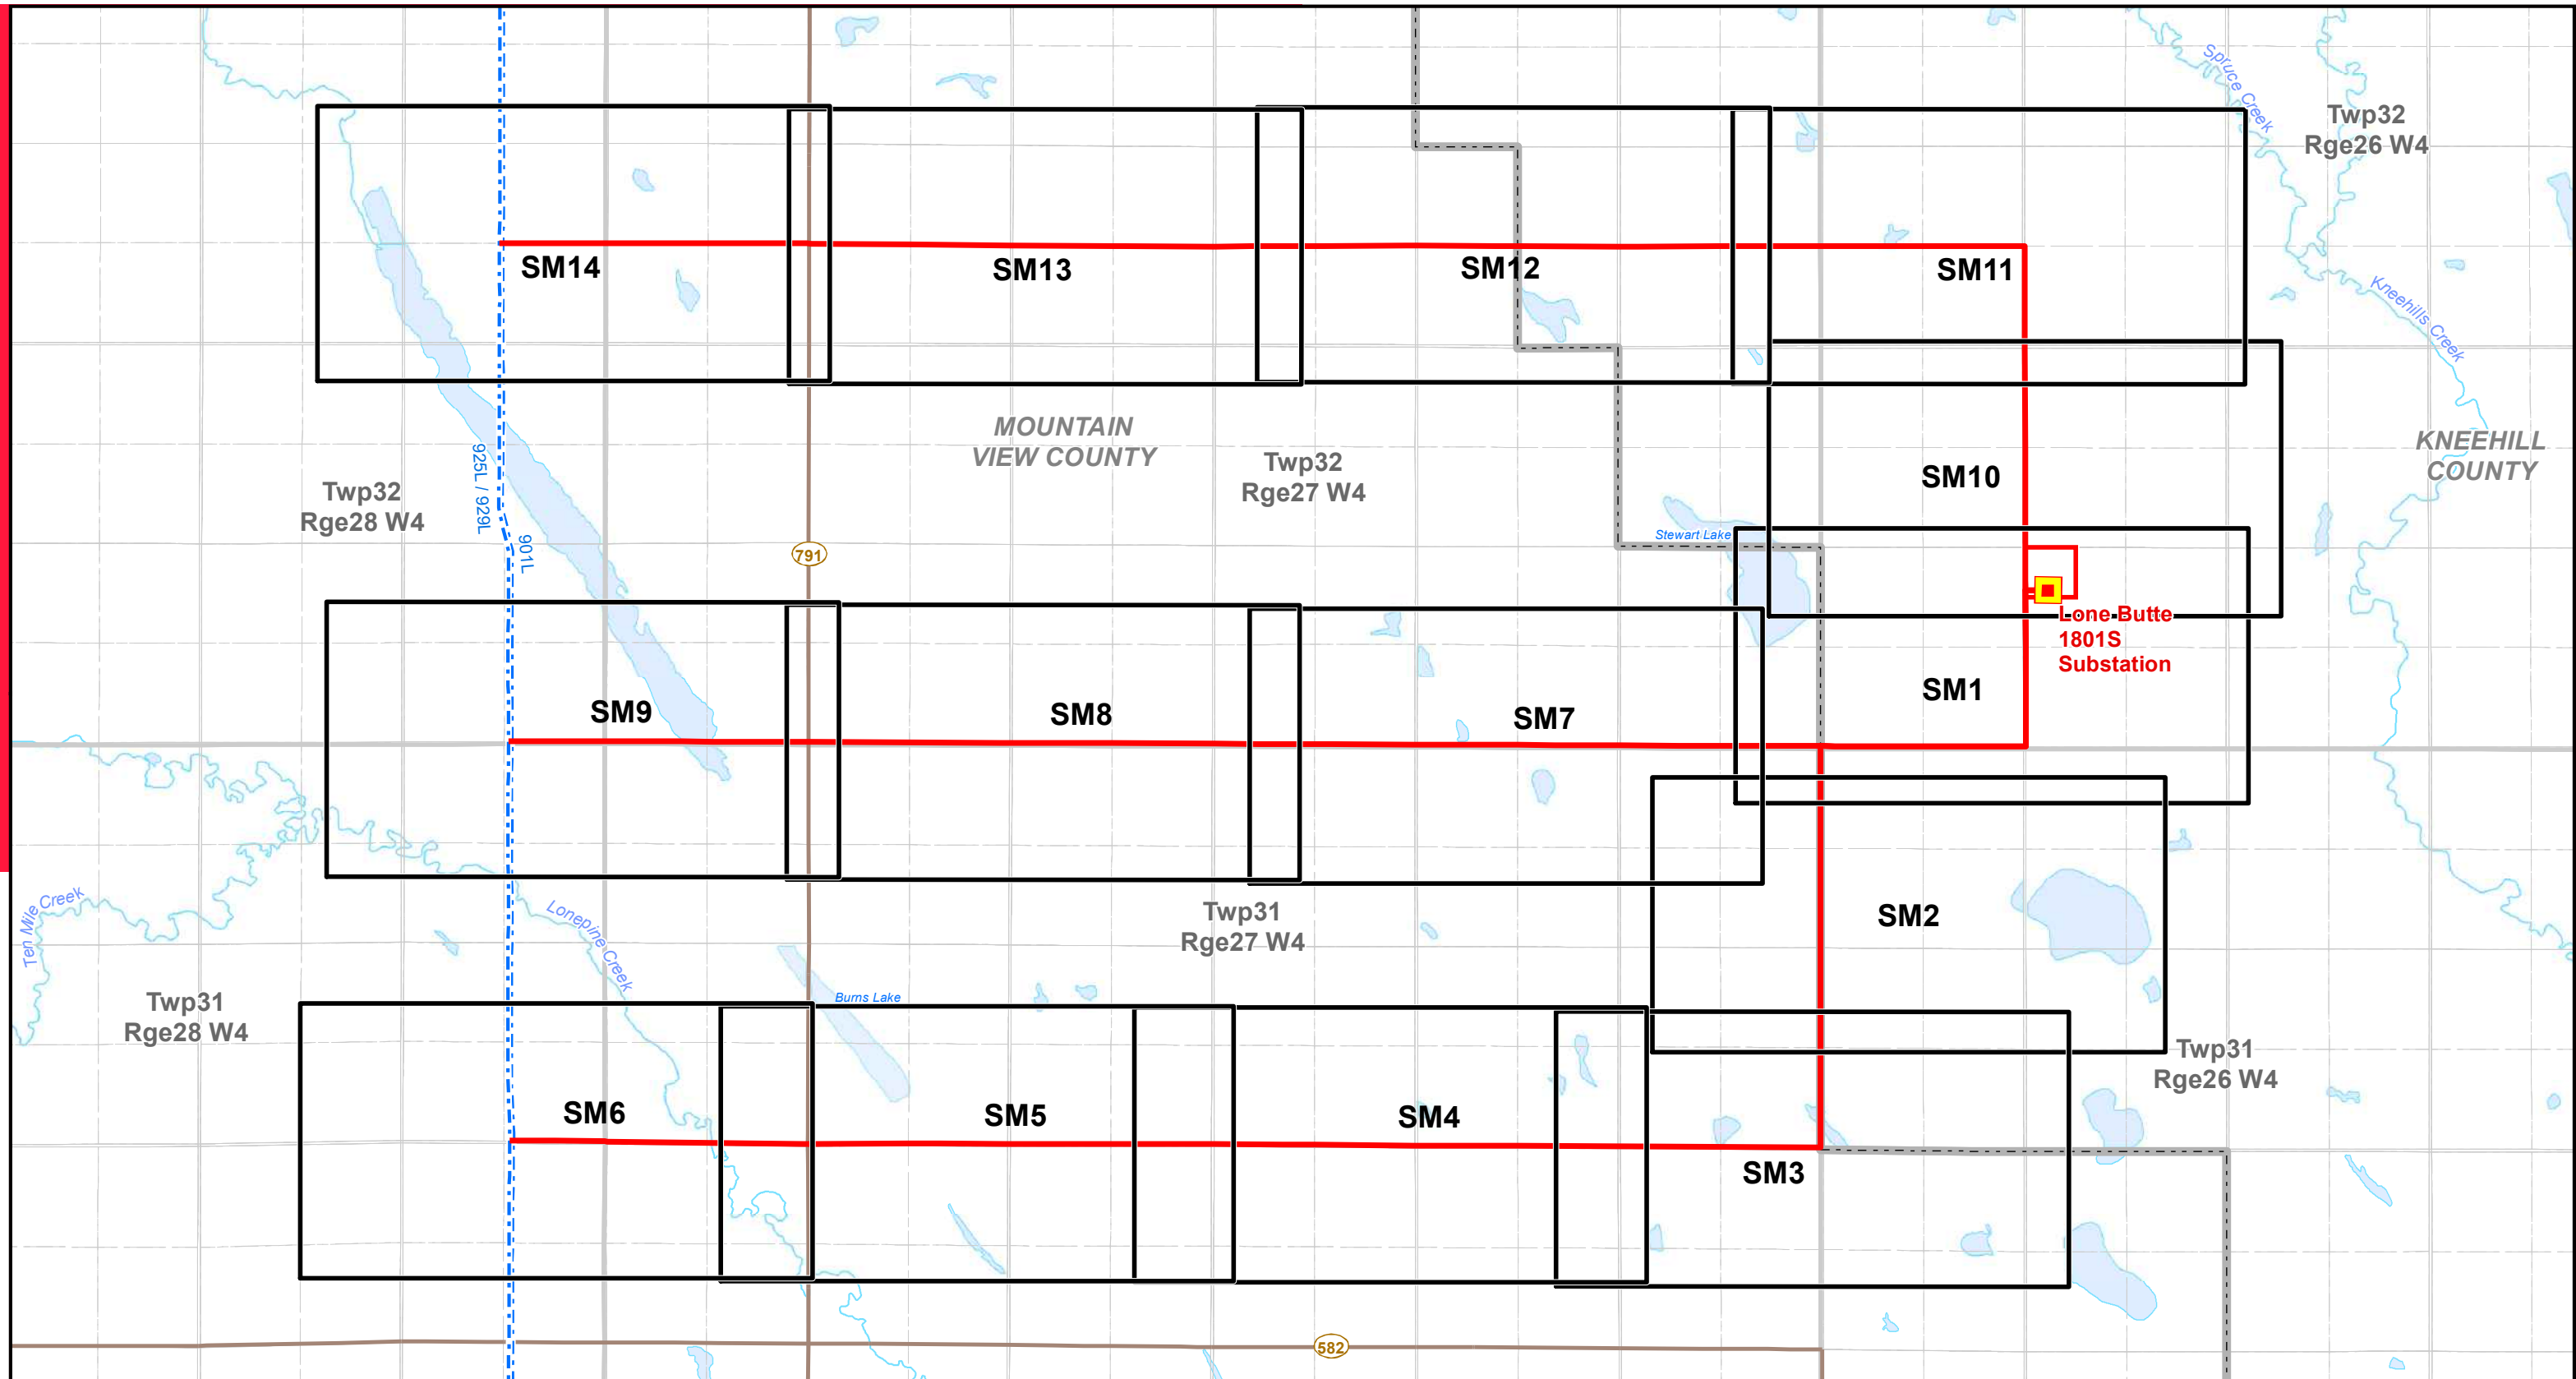 Spruce Creek
Twp32
Rge26 W4
SM14
SM13
SM12
SM11
Kneehills Creek
MOUNTAIN
VIEW COUNTY
KNEEHILL
COUNTY
925L / 929L
Twp32
Rge27 W4
SM10
Twp32
Rge28 W4
901L
791
Stewart Lake
Lone Butte
1801S
Substation
SM9
SM8
SM7
SM1
Ten Mile Creek
Lonepine Creek
Twp31
Rge27 W4
SM2
Burns Lake
Twp31
Rge28 W4
Twp31
Rge26 W4
SM6
SM5
SM4
SM3
582